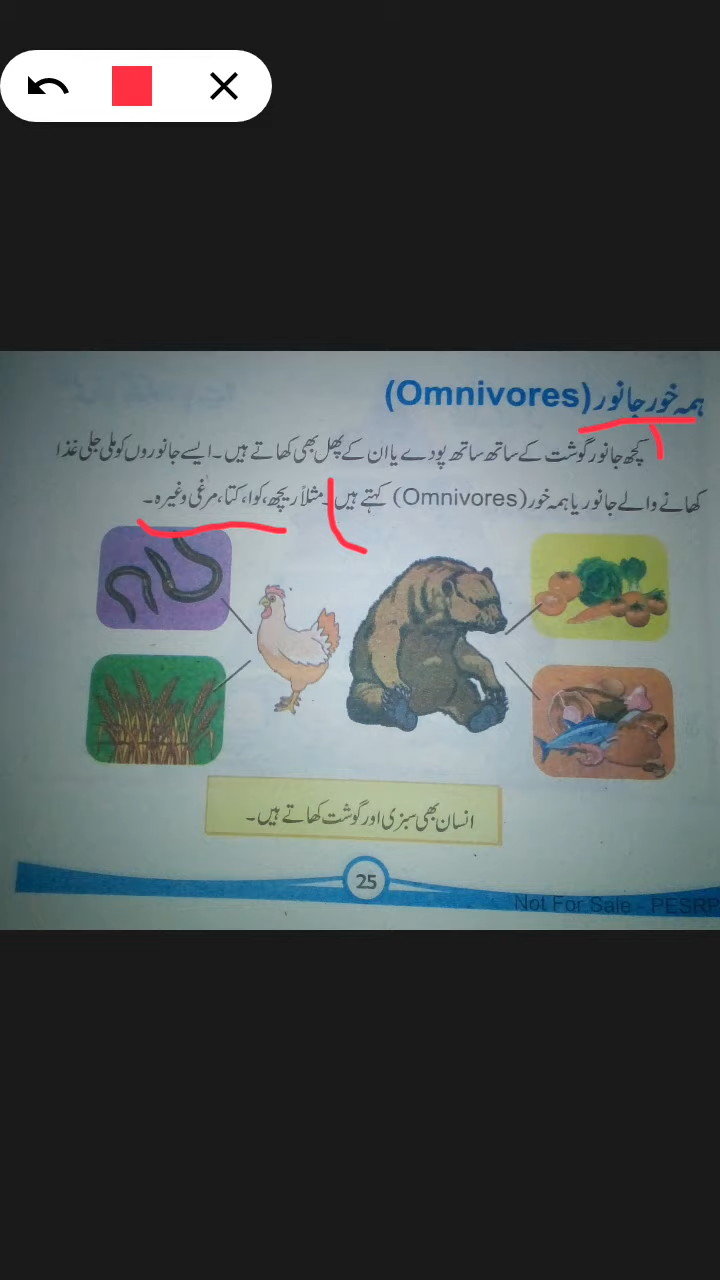 ہمہ خور جانور (Omnivores)
کچھ جانور گوشت کے ساتھ ساتھ پودے یا ان کے پھل بھی کھاتے ہیں۔ ایسے جانوروں کو ملی جلی غذا
کھانے والے جانور یا ہمہ خور (Omnivores) کہتے ہیں۔ مثلاً ریچھ، کوا، کتا، مرغی وغیرہ۔
انسان بھی سبزی اور گوشت کھاتے ہیں۔
25
Not For Sale - PESRP